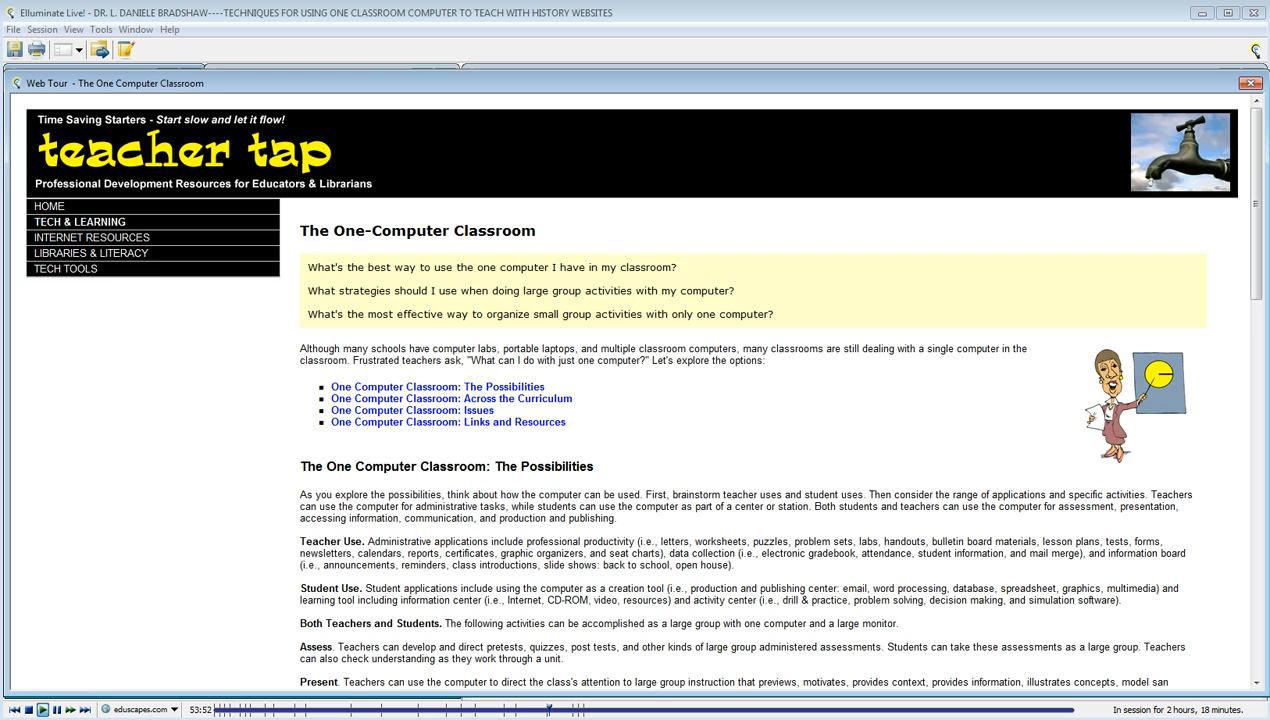 Elluminate Live! - DR. L. DANIELE BRADSHAW----TECHNIQUES FOR USING ONE CLASSROOM COMPUTER TO TEACH WITH HISTORY WEBSITES
File Session View Tools Window Help
Web Tour - The One Computer Classroom
Time Saving Starters - Start slow and let it flow!
teacher tap
Professional Development Resources for Educators & Librarians
HOME
TECH & LEARNING
INTERNET RESOURCES
LIBRARIES & LITERACY
TECH TOOLS
The One-Computer Classroom
What's the best way to use the one computer I have in my classroom?
What strategies should I use when doing large group activities with my computer?
What's the most effective way to organize small group activities with only one computer?
Although many schools have computer labs, portable laptops, and multiple classroom computers, many classrooms are still dealing with a single computer in the
classroom. Frustrated teachers ask, "What can I do with just one computer?" Let's explore the options:
One Computer Classroom: The Possibilities
One Computer Classroom: Across the Curriculum
One Computer Classroom: Issues
One Computer Classroom: Links and Resources
The One Computer Classroom: The Possibilities
As you explore the possibilities, think about how the computer can be used. First, brainstorm teacher uses and student uses. Then consider the range of applications and specific activities. Teachers
can use the computer for administrative tasks, while students can use the computer as part of a center or station. Both students and teachers can use the computer for assessment, presentation,
accessing information, communication, and production and publishing.
Teacher Use. Administrative applications include professional productivity (i.e., letters, worksheets, puzzles, problem sets, labs, handouts, bulletin board materials, lesson plans, tests, forms,
newsletters, calendars, reports, certificates, graphic organizers, and seat charts), data collection (i.e., electronic gradebook, attendance, student information, and mail merge), and information board
(i.e., announcements, reminders, class introductions, slide shows: back to school, open house).
Student Use. Student applications include using the computer as a creation tool (i.e., production and publishing center: email, word processing, database, spreadsheet, graphics, multimedia) and
learning tool including information center (i.e., Internet, CD-ROM, video, resources) and activity center (i.e., drill & practice, problem solving, decision making, and simulation software).
Both Teachers and Students. The following activities can be accomplished as a large group with one computer and a large monitor.
Assess. Teachers can develop and direct pretests, quizzes, post tests, and other kinds of large group administered assessments. Students can take these assessments as a large group. Teachers
can also check understanding as they work through a unit.
Present. Teachers can use the computer to direct the class's attention to large group instruction that previews, motivates, provides context, provides information, illustrates concepts, model san
eduscapes.com 53:52 In session for 2 hours, 18 minutes.